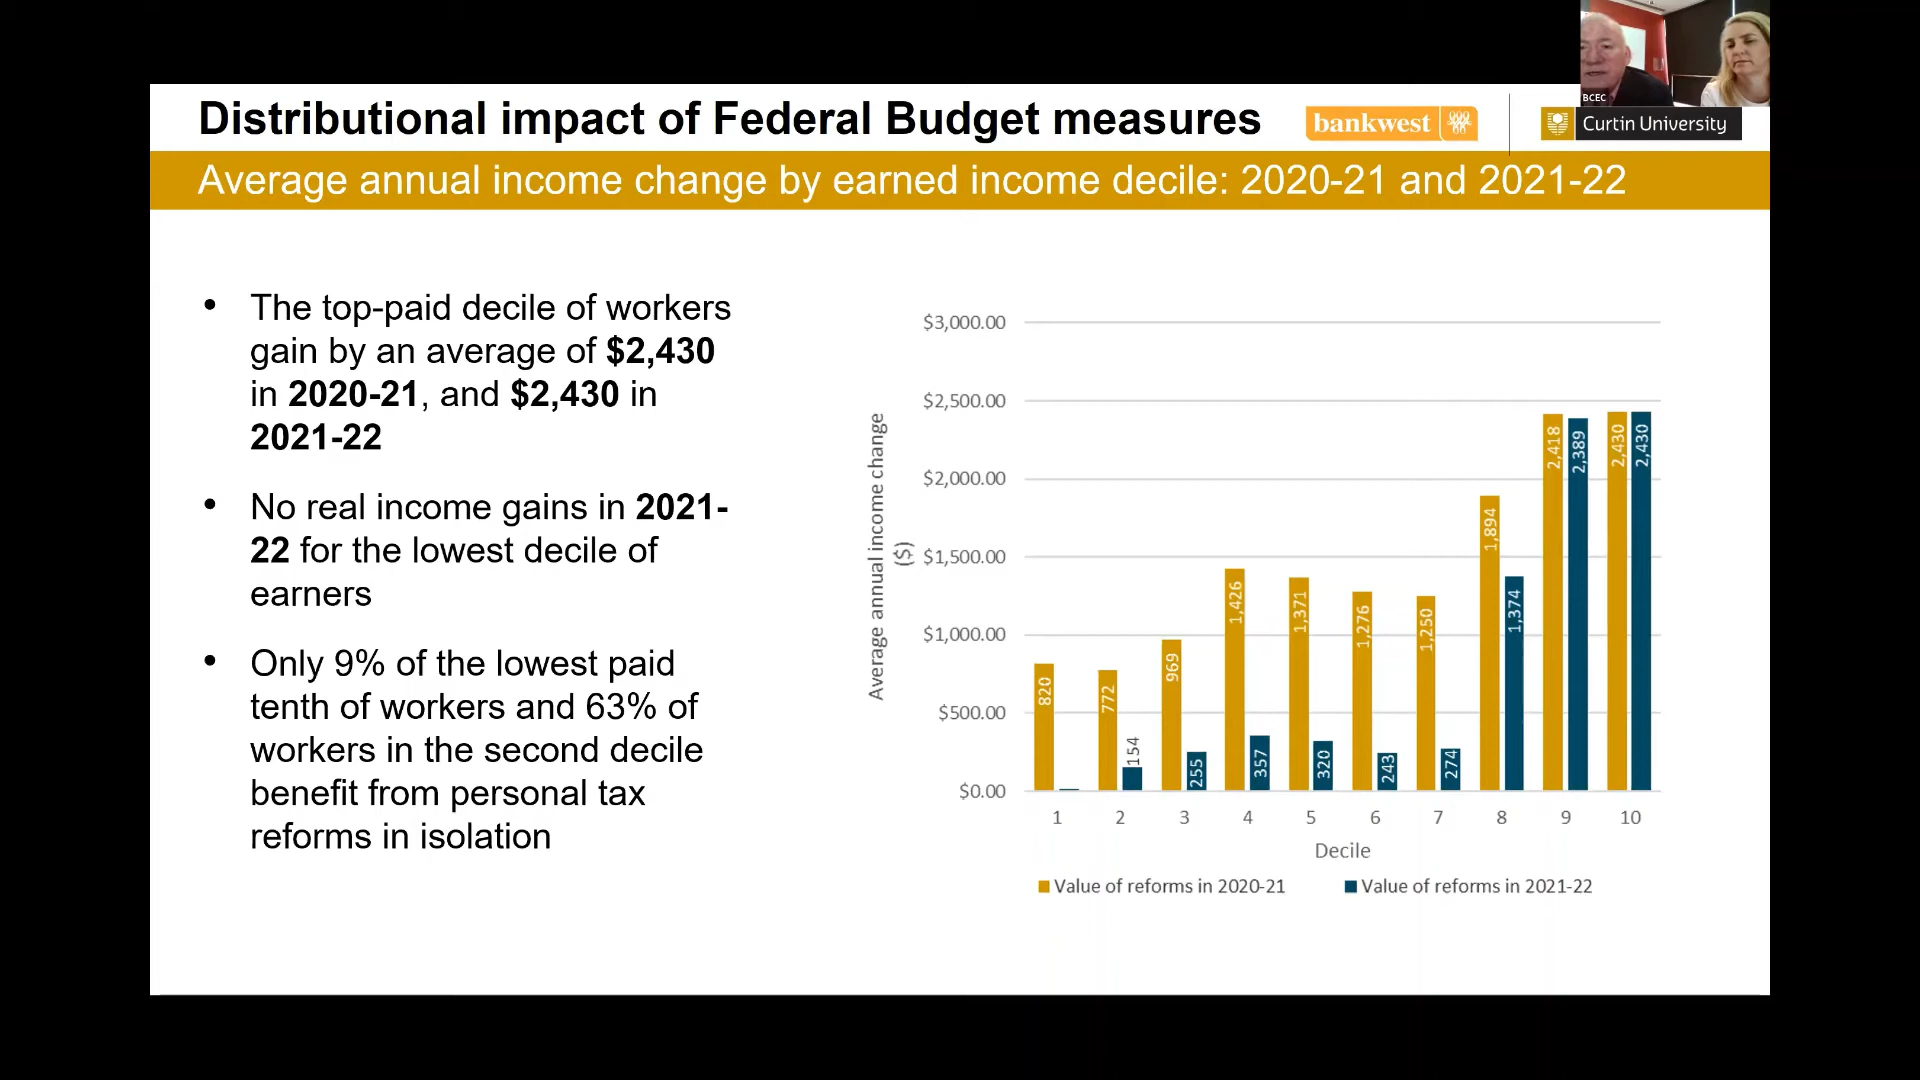 BCEC
Distributional impact of Federal Budget measures
bankwest
Curtin University
Average annual income change by earned income decile: 2020-21 and 2021-22
• The top-paid decile of workers
gain by an average of $2,430
in 2020-21, and $2,430 in
2021-22
• No real income gains in 2021-
22 for the lowest decile of
earners
• Only 9% of the lowest paid
tenth of workers and 63% of
workers in the second decile
benefit from personal tax
reforms in isolation
Average annual income change
($)
$3,000.00
$2,500.00
$2,000.00
$1,500.00
$1,000.00
$500.00
$0.00
820
772
154
969
255
1,426
357
1,371
320
1,276
243
1,250
274
1,894
1,374
2,418
2,389
2,430
2,430
1 2 3 4 5 6 7 8 9 10
Decile
Value of reforms in 2020-21
Value of reforms in 2021-22